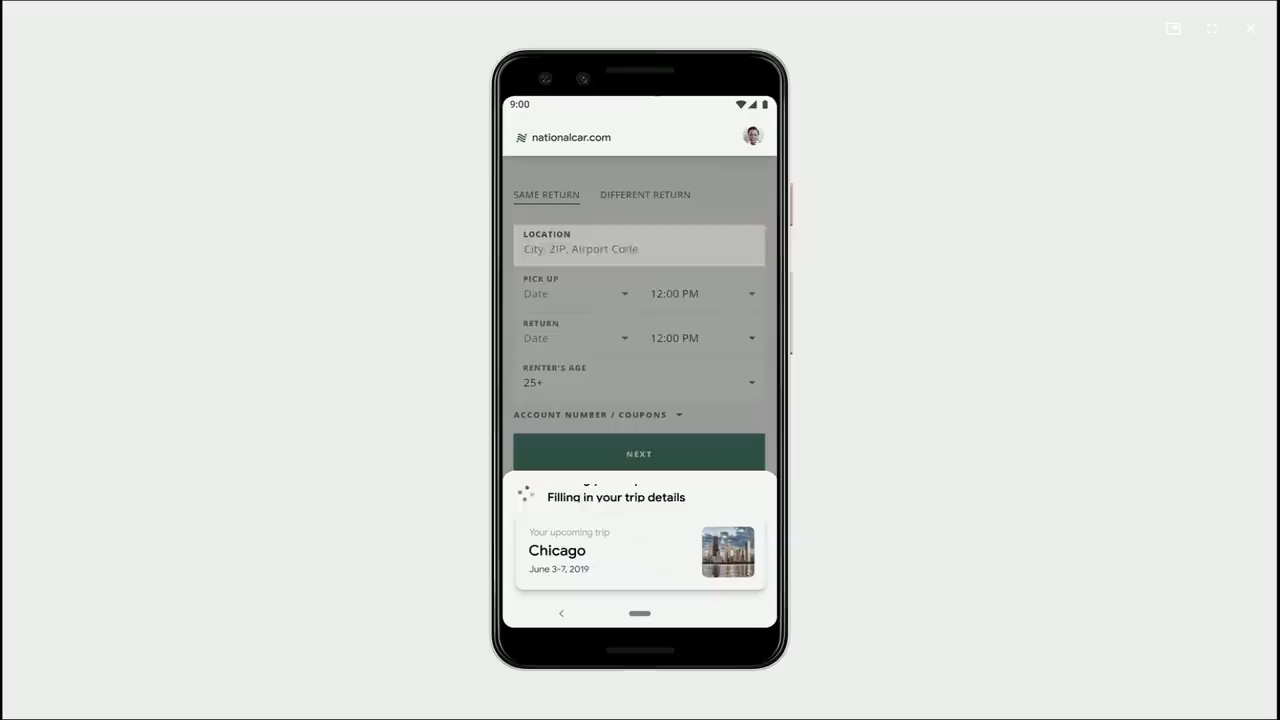 9:00
nationalcar.com
SAME RETURN DIFFERENT RETURN
LOCATION
City, ZIP, Airport Code
PICK UP
Date 12:00 PM
RETURN
Date 12:00 PM
RENTER'S AGE
25+
ACCOUNT NUMBER / COUPONS
NEXT
Filling in your trip details
Your upcoming trip
Chicago
June 3-7, 2019